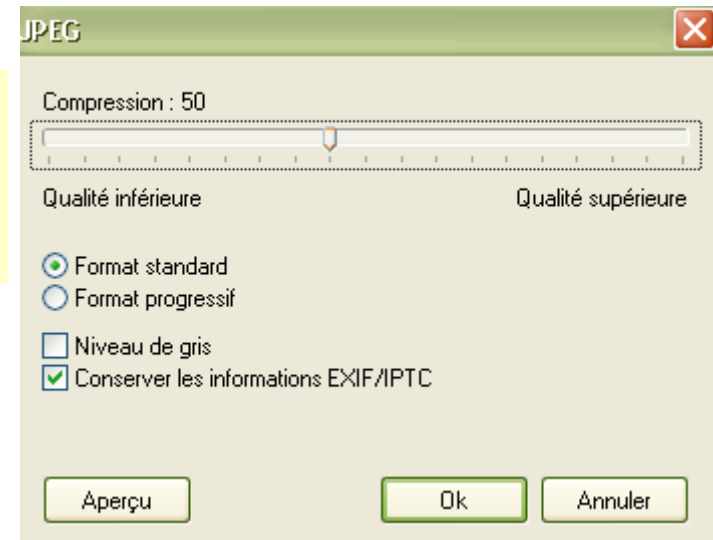 JPEG
Compression : 50
Qualité inférieure Qualité supérieure
Format standard
Format progressif
Niveau de gris
Conserver les informations EXIF/IPTC
Aperçu Ok Annuler